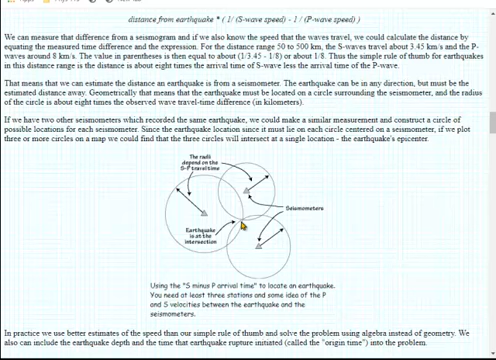 distance from earthquake * ( 1/ (S-wave speed) - 1 / (P-wave speed) )
We can measure that difference from a seismogram and if we also know the speed that the waves travel, we could calculate the distance by
equating the measured time difference and the expression. For the distance range 50 to 500 km, the S-waves travel about 3.45 km/s and the P-
waves around 8 km/s. The value in parentheses is then equal to about (1/3.45 - 1/8) or about 1/8. Thus the simple rule of thumb for earthquakes
in this distance range is the distance is about eight times the arrival time of S-wave less the arrival time of the P-wave.
That means that we can estimate the distance an earthquake is from a seismometer. The earthquake can be in any direction, but must be the
estimated distance away. Geometrically that means that the earthquake must be located on a circle surrounding the seismometer, and the radius
of the circle is about eight times the observed wave travel-time difference (in kilometers).
If we have two other seismometers which recorded the same earthquake, we could make a similar measurement and construct a circle of
possible locations for each seismometer. Since the earthquake location since it must lie on each circle centered on a seismometer, if we plot
three or more circles on a map we could find that the three circles will intersect at a single location - the earthquake's epicenter.
The radii
depend on the
S-P travel time
Seismometers
Earthquake
is at the
intersection
Using the "S minus P arrival time" to locate an earthquake.
You need at least three stations and some idea of the P
and S velocities between the earthquake and the
seismometers.
In practice we use better estimates of the speed than our simple rule of thumb and solve the problem using algebra instead of geometry. We
also can include the earthquake depth and the time that earthquake rupture initiated (called the "origin time") into the problem.